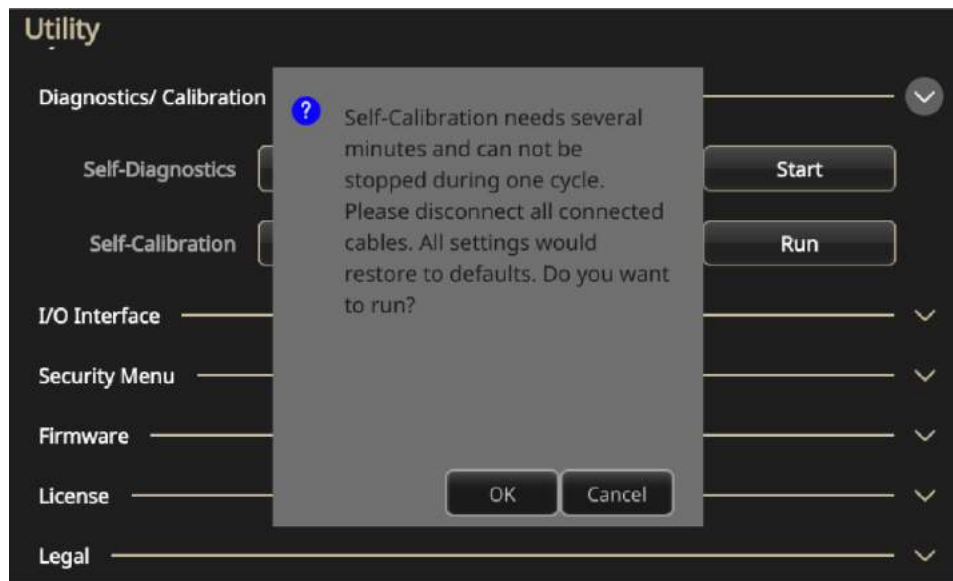 Utility
Diagnostics/ Calibration
?
Self-Calibration needs several
minutes and can not be
stopped during one cycle.
Please disconnect all connected
cables. All settings would
restore to defaults. Do you want
to run?
Self-Diagnostics
Start
Self-Calibration
Run
I/O Interface
Security Menu
Firmware
License
OK
Cancel
Legal